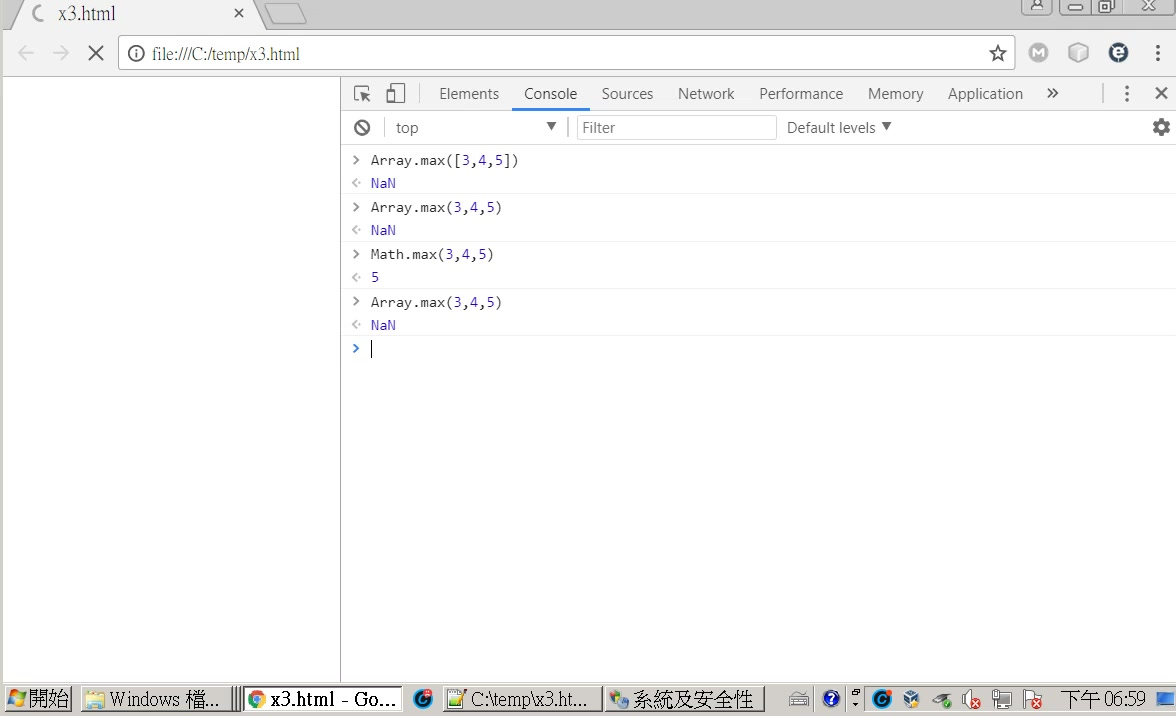 x3.html
file:///C:/temp/x3.html
Elements Console Sources Network Performance Memory Application
top Filter Default levels
Array.max([3,4,5])
NaN
Array.max(3,4,5)
NaN
Math.max(3,4,5)
5
Array.max(3,4,5)
NaN
開始 Windows 檔... x3.html - Go... C:\temp\x3.ht... 系統及安全性 下午 06:59